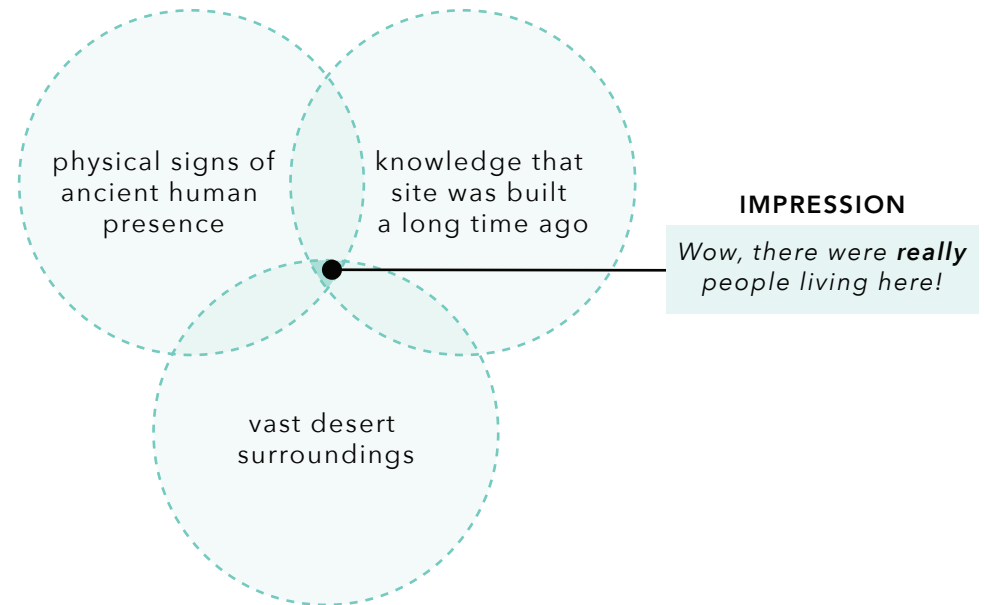 physical signs of
ancient human
presence
knowledge that
site was built
a long time ago
IMPRESSION
Wow, there were really
people living here!
vast desert
surroundings